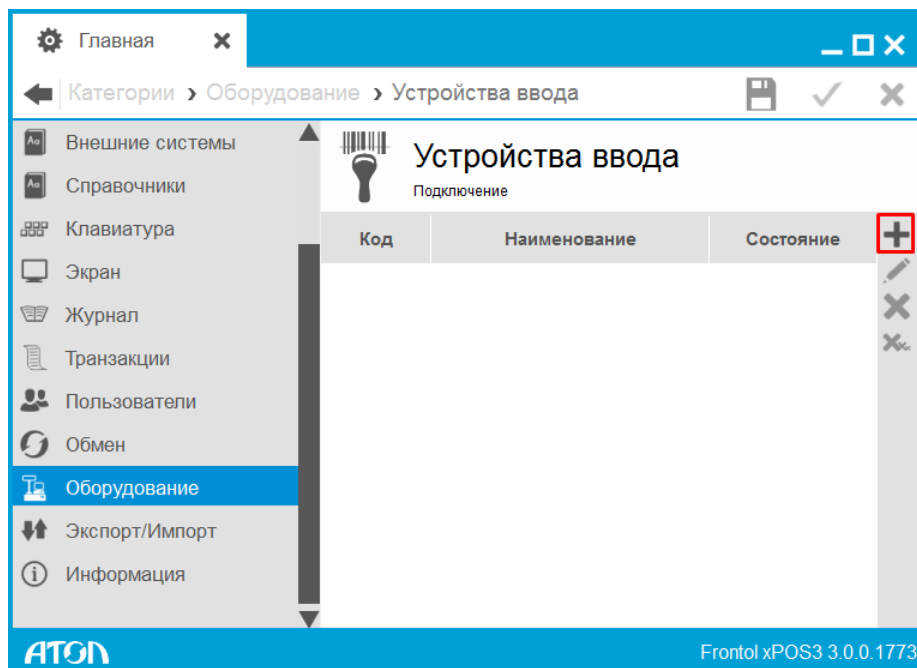 Главная
Категории › Оборудование › Устройства ввода
Внешние системы
Справочники
Клавиатура
Экран
Журнал
Транзакции
Пользователи
Обмен
Оборудование
Экспорт/Импорт
Информация
Устройства ввода
Подключение
Код Наименование Состояние
ATOL
Frontol xPOS3 3.0.0.1773